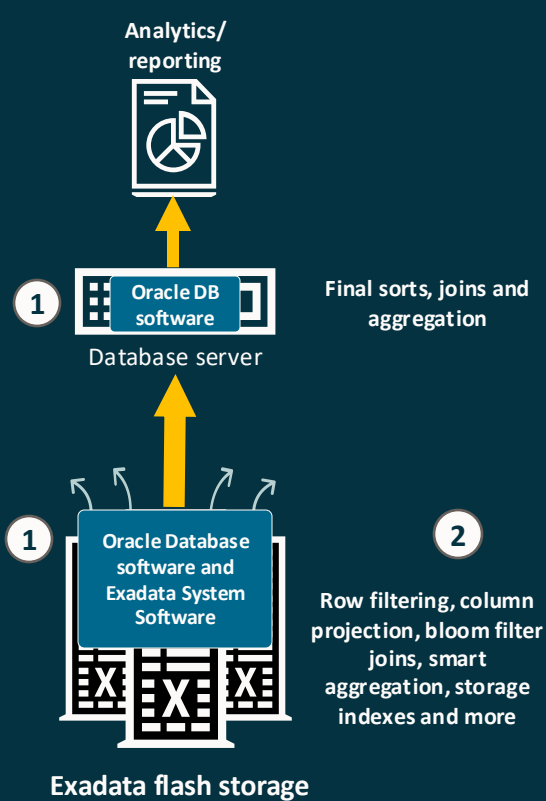 Analytics/
reporting
1
Oracle DB
software
Database server
Final sorts, joins and
aggregation
1
Oracle Database
software and
Exadata System
Software
X
X
X
2
Row filtering, column
projection, bloom filter
joins, smart
aggregation, storage
indexes and more
Exadata flash storage